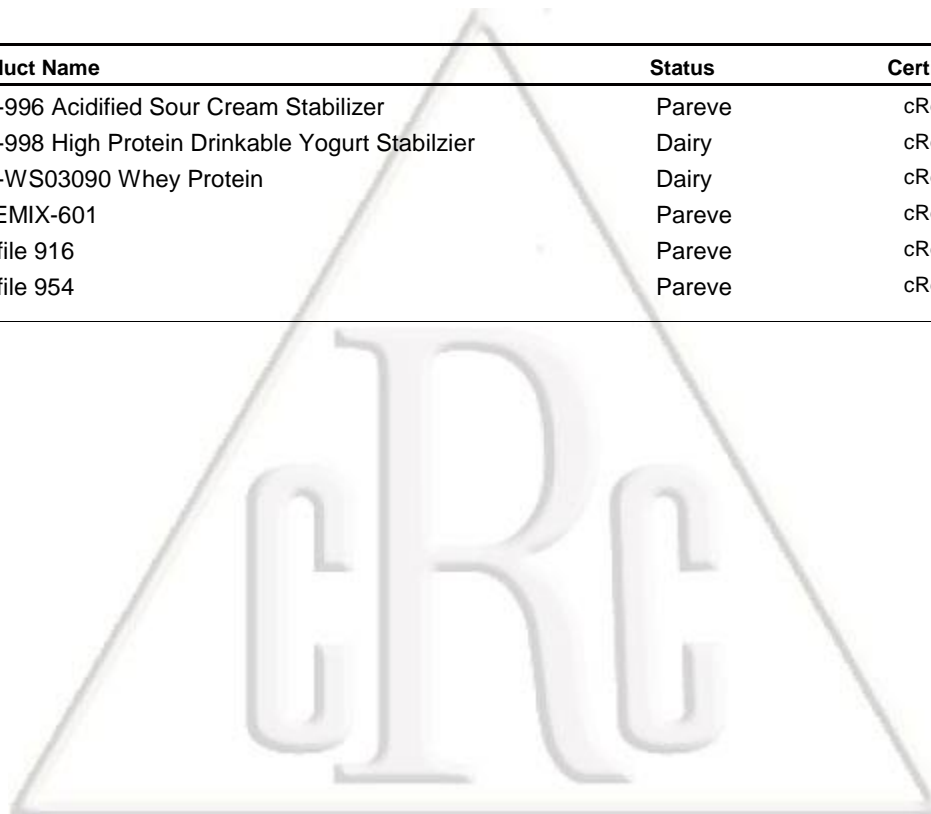 duct Name Status Cert
-996 Acidified Sour Cream Stabilizer Pareve cR
-998 High Protein Drinkable Yogurt Stabilzier Dairy cR
-WS03090 Whey Protein Dairy cR
EMIX-601 Pareve cR
file 916 Pareve cR
file 954 Pareve cR
cRc